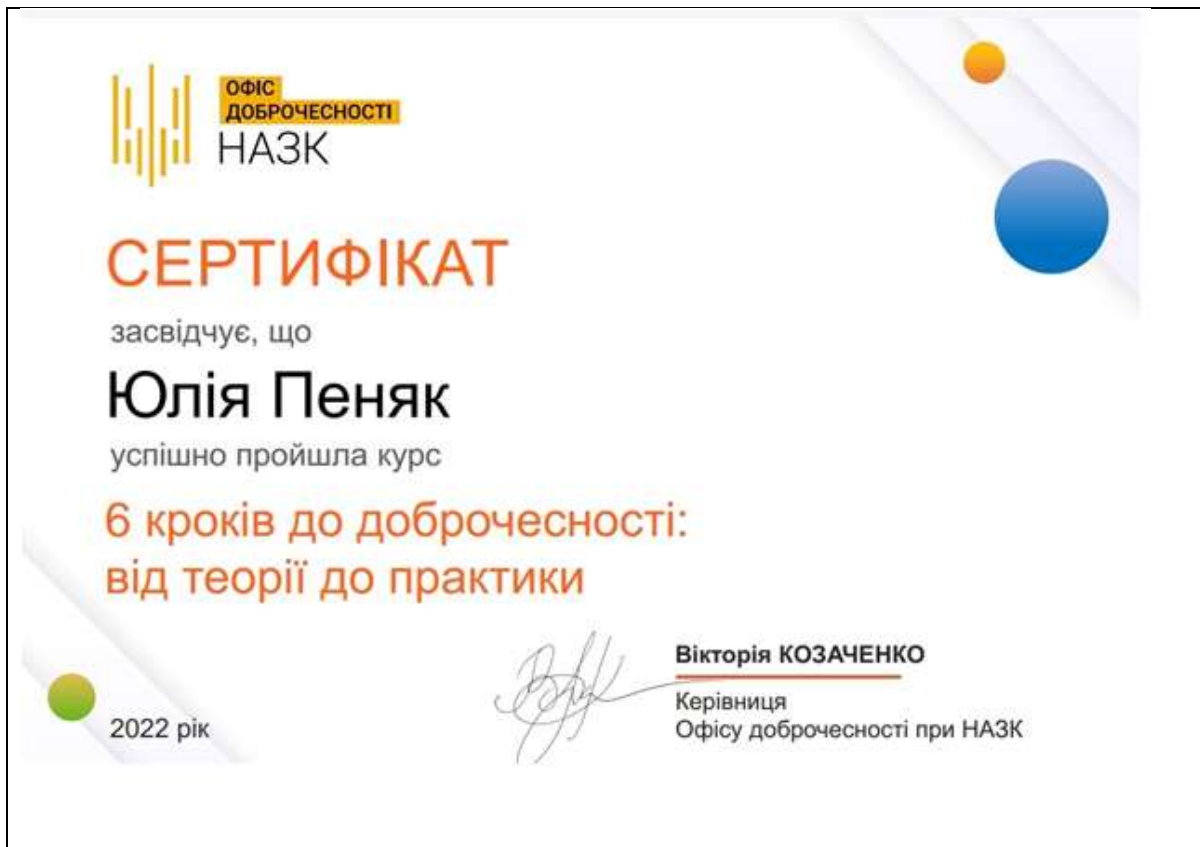 ОФІС
ДОБРОЧЕСНОСТІ
НАЗК
СЕРТИФІКАТ
засвідчує, що
Юлія Пеняк
успішно пройшла курс
6 кроків до доброчесності:
від теорії до практики
Вікторія КОЗАЧЕНКО
Керівниця
Офісу доброчесності при НАЗК
2022 рік